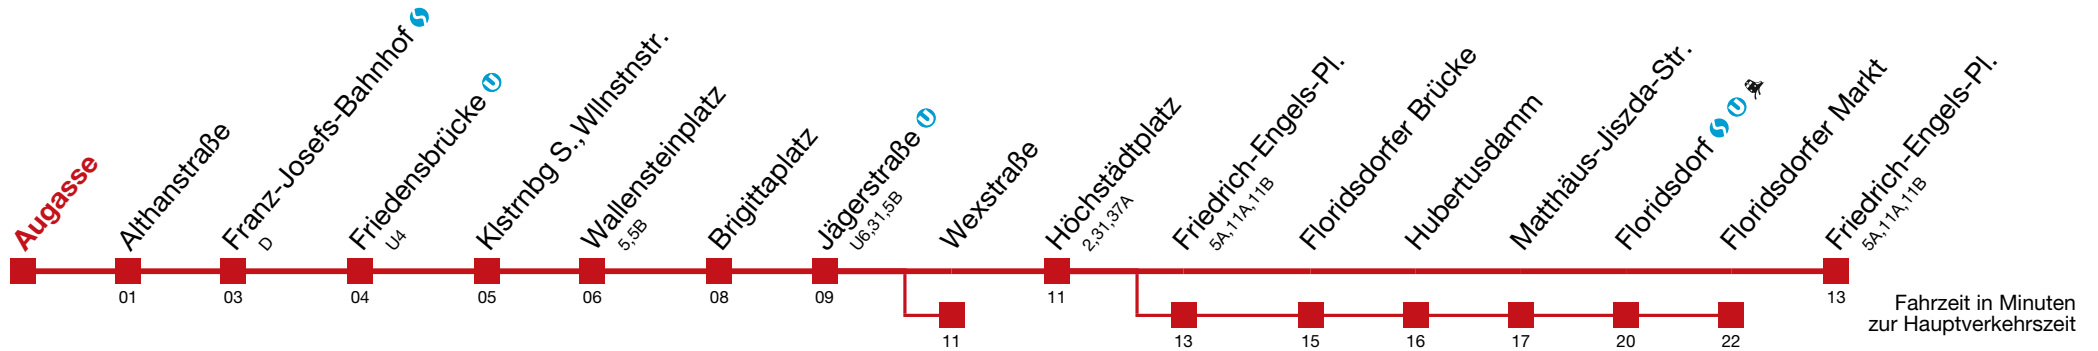 Augasse
Althanstraße
01
Franz-Josefs-Bahnhof
D
03
Friedensbrücke
U4
04
Klstrnbg S., Wllnstnstr.
05
Wallensteinplatz
5,5B
06
Brigittaplatz
08
Jägerstraße
U6,31,5B
09
Wexstraße
11
Höchstädtplatz
2,31,37A
11
Friedrich-Engels-Pl.
5A,11A,11B
13
Floridsdorfer Brücke
15
Hubertusdamm
16
Matthäus-Jiszda-Str.
17
Floridsdorf
20
Floridsdorfer Markt
22
Friedrich-Engels-Pl.
5A,11A,11B
13
Fahrzeit in Minuten
zur Hauptverkehrszeit